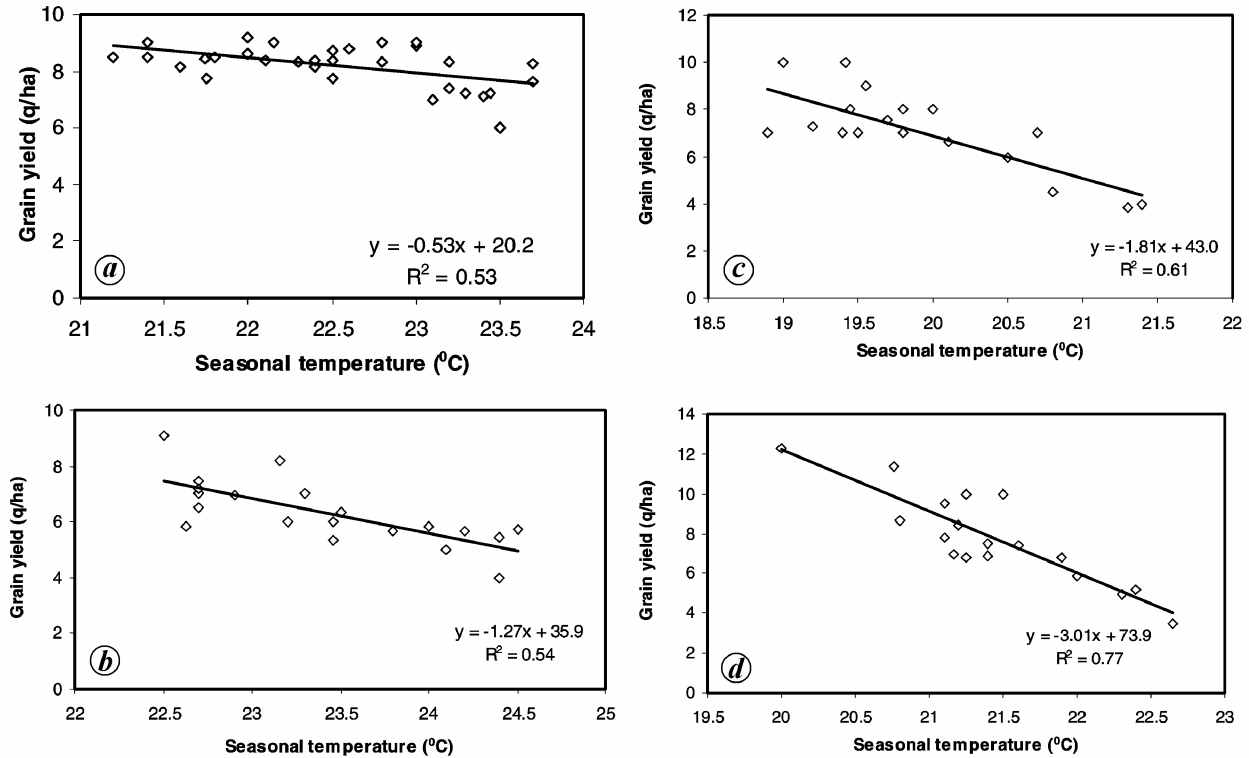 10
8
6
4
2
0
Grain yield (q/ha)
y = -0.53x + 20.2
R² = 0.53
a
21 21.5 22 22.5 23 23.5 24
Seasonal temperature (⁰C)
12
10
8
6
4
2
0
Grain yield (q/ha)
y = -1.81x + 43.0
R² = 0.61
c
18.5 19 19.5 20 20.5 21 21.5 22
Seasonal temperature (⁰C)
10
8
6
4
2
0
Grain yield (q/ha)
y = -1.27x + 35.9
R² = 0.54
b
22 22.5 23 23.5 24 24.5 25
Seasonal temperature (⁰C)
14
12
10
8
6
4
2
0
Grain yield (q/ha)
y = -3.01x + 73.9
R² = 0.77
d
19.5 20 20.5 21 21.5 22 22.5 23
Seasonal temperature (⁰C)